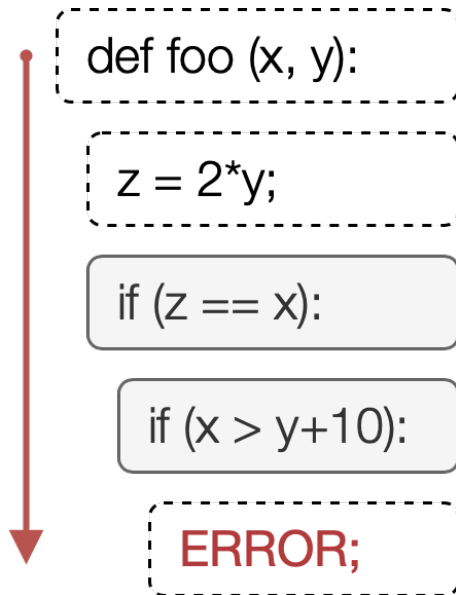 def foo (x, y):
z = 2*y;
if (z == x):
if (x > y+10):
ERROR;